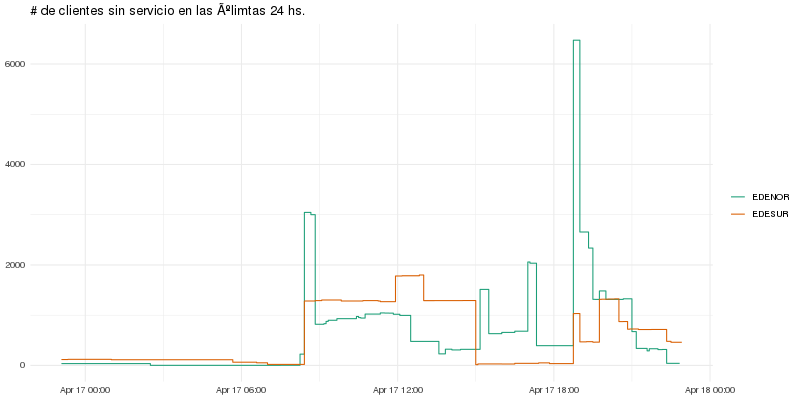 # de clientes sin servicio en las Ãºlimtas 24 hs.
6000
4000
2000
0
Apr 17 00:00
Apr 17 06:00
Apr 17 12:00
Apr 17 18:00
Apr 18 00:00
EDENOR
EDESUR